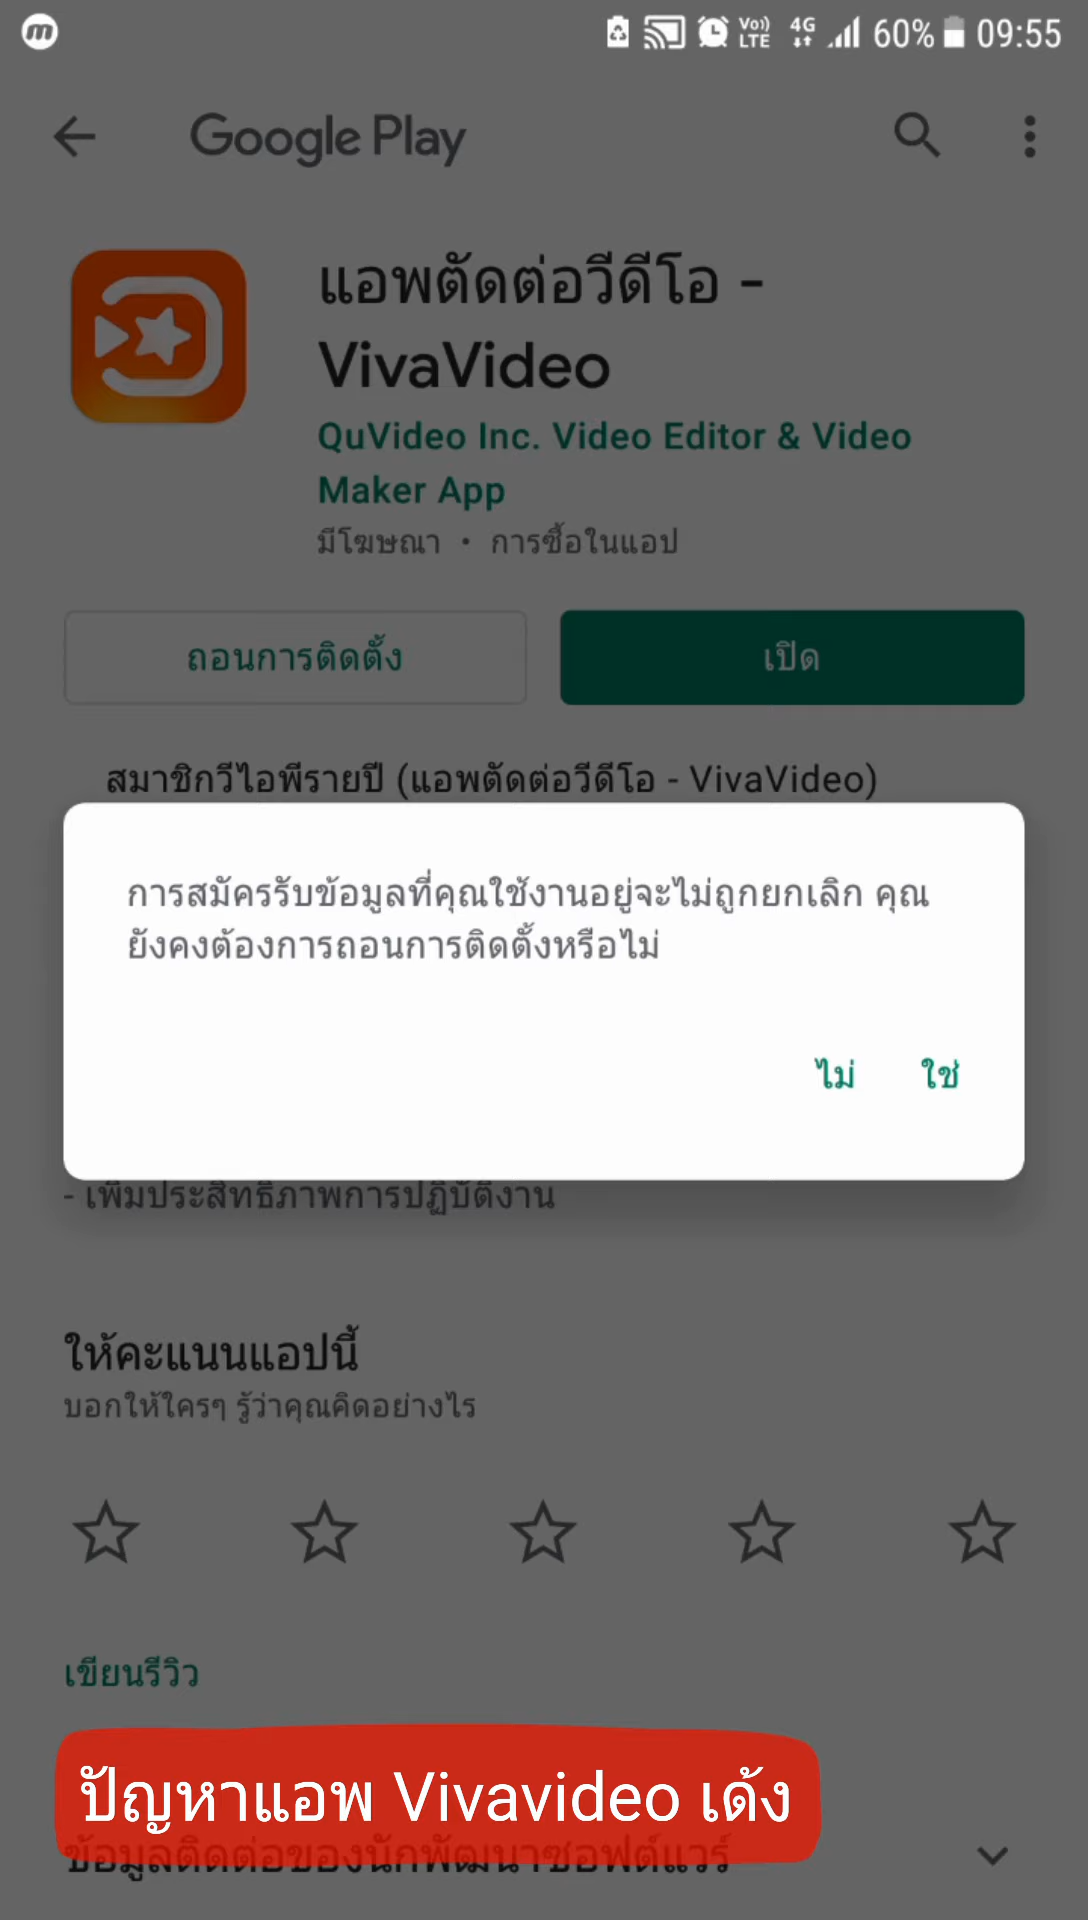 m
Vo))
LTE
4G
60%
09:55
Google Play
แอพตัดต่อวีดีโอ -
VivaVideo
QuVideo Inc. Video Editor & Video
Maker App
มีโฆษณา • การซื้อในแอป
ถอนการติดตั้ง
เปิด
สมาชิกวีไอพีรายปี (แอพตัดต่อวีดีโอ - VivaVideo)
การสมัครรับข้อมูลที่คุณใช้งานอยู่จะไม่ถูกยกเลิก คุณ
ยังคงต้องการถอนการติดตั้งหรือไม่
ไม่
ใช่
- เพิ่มประสิทธิภาพการปฏิบัติงาน
ให้คะแนนแอปนี้
บอกให้ใครๆ รู้ว่าคุณคิดอย่างไร
เขียนรีวิว
ปัญหาแอพ Vivavideo เด้ง
ข้อมูลติดต่อของนักพัฒนาซอฟต์แวร์